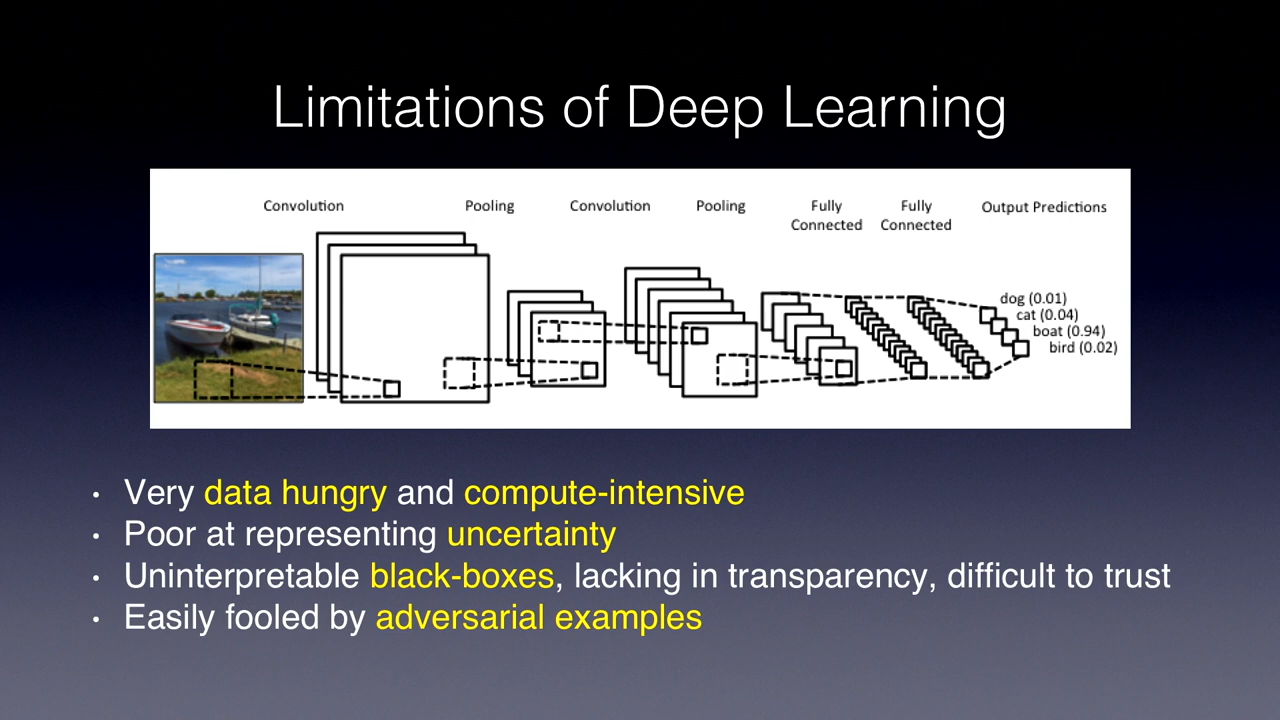 Limitations of Deep Learning
Convolution
Pooling
Convolution
Pooling
Fully
Connected
Fully
Connected
Output Predictions
dog (0.01)
cat (0.04)
boat (0.94)
bird (0.02)
• Very data hungry and compute-intensive
• Poor at representing uncertainty
• Uninterpretable black-boxes, lacking in transparency, difficult to trust
• Easily fooled by adversarial examples